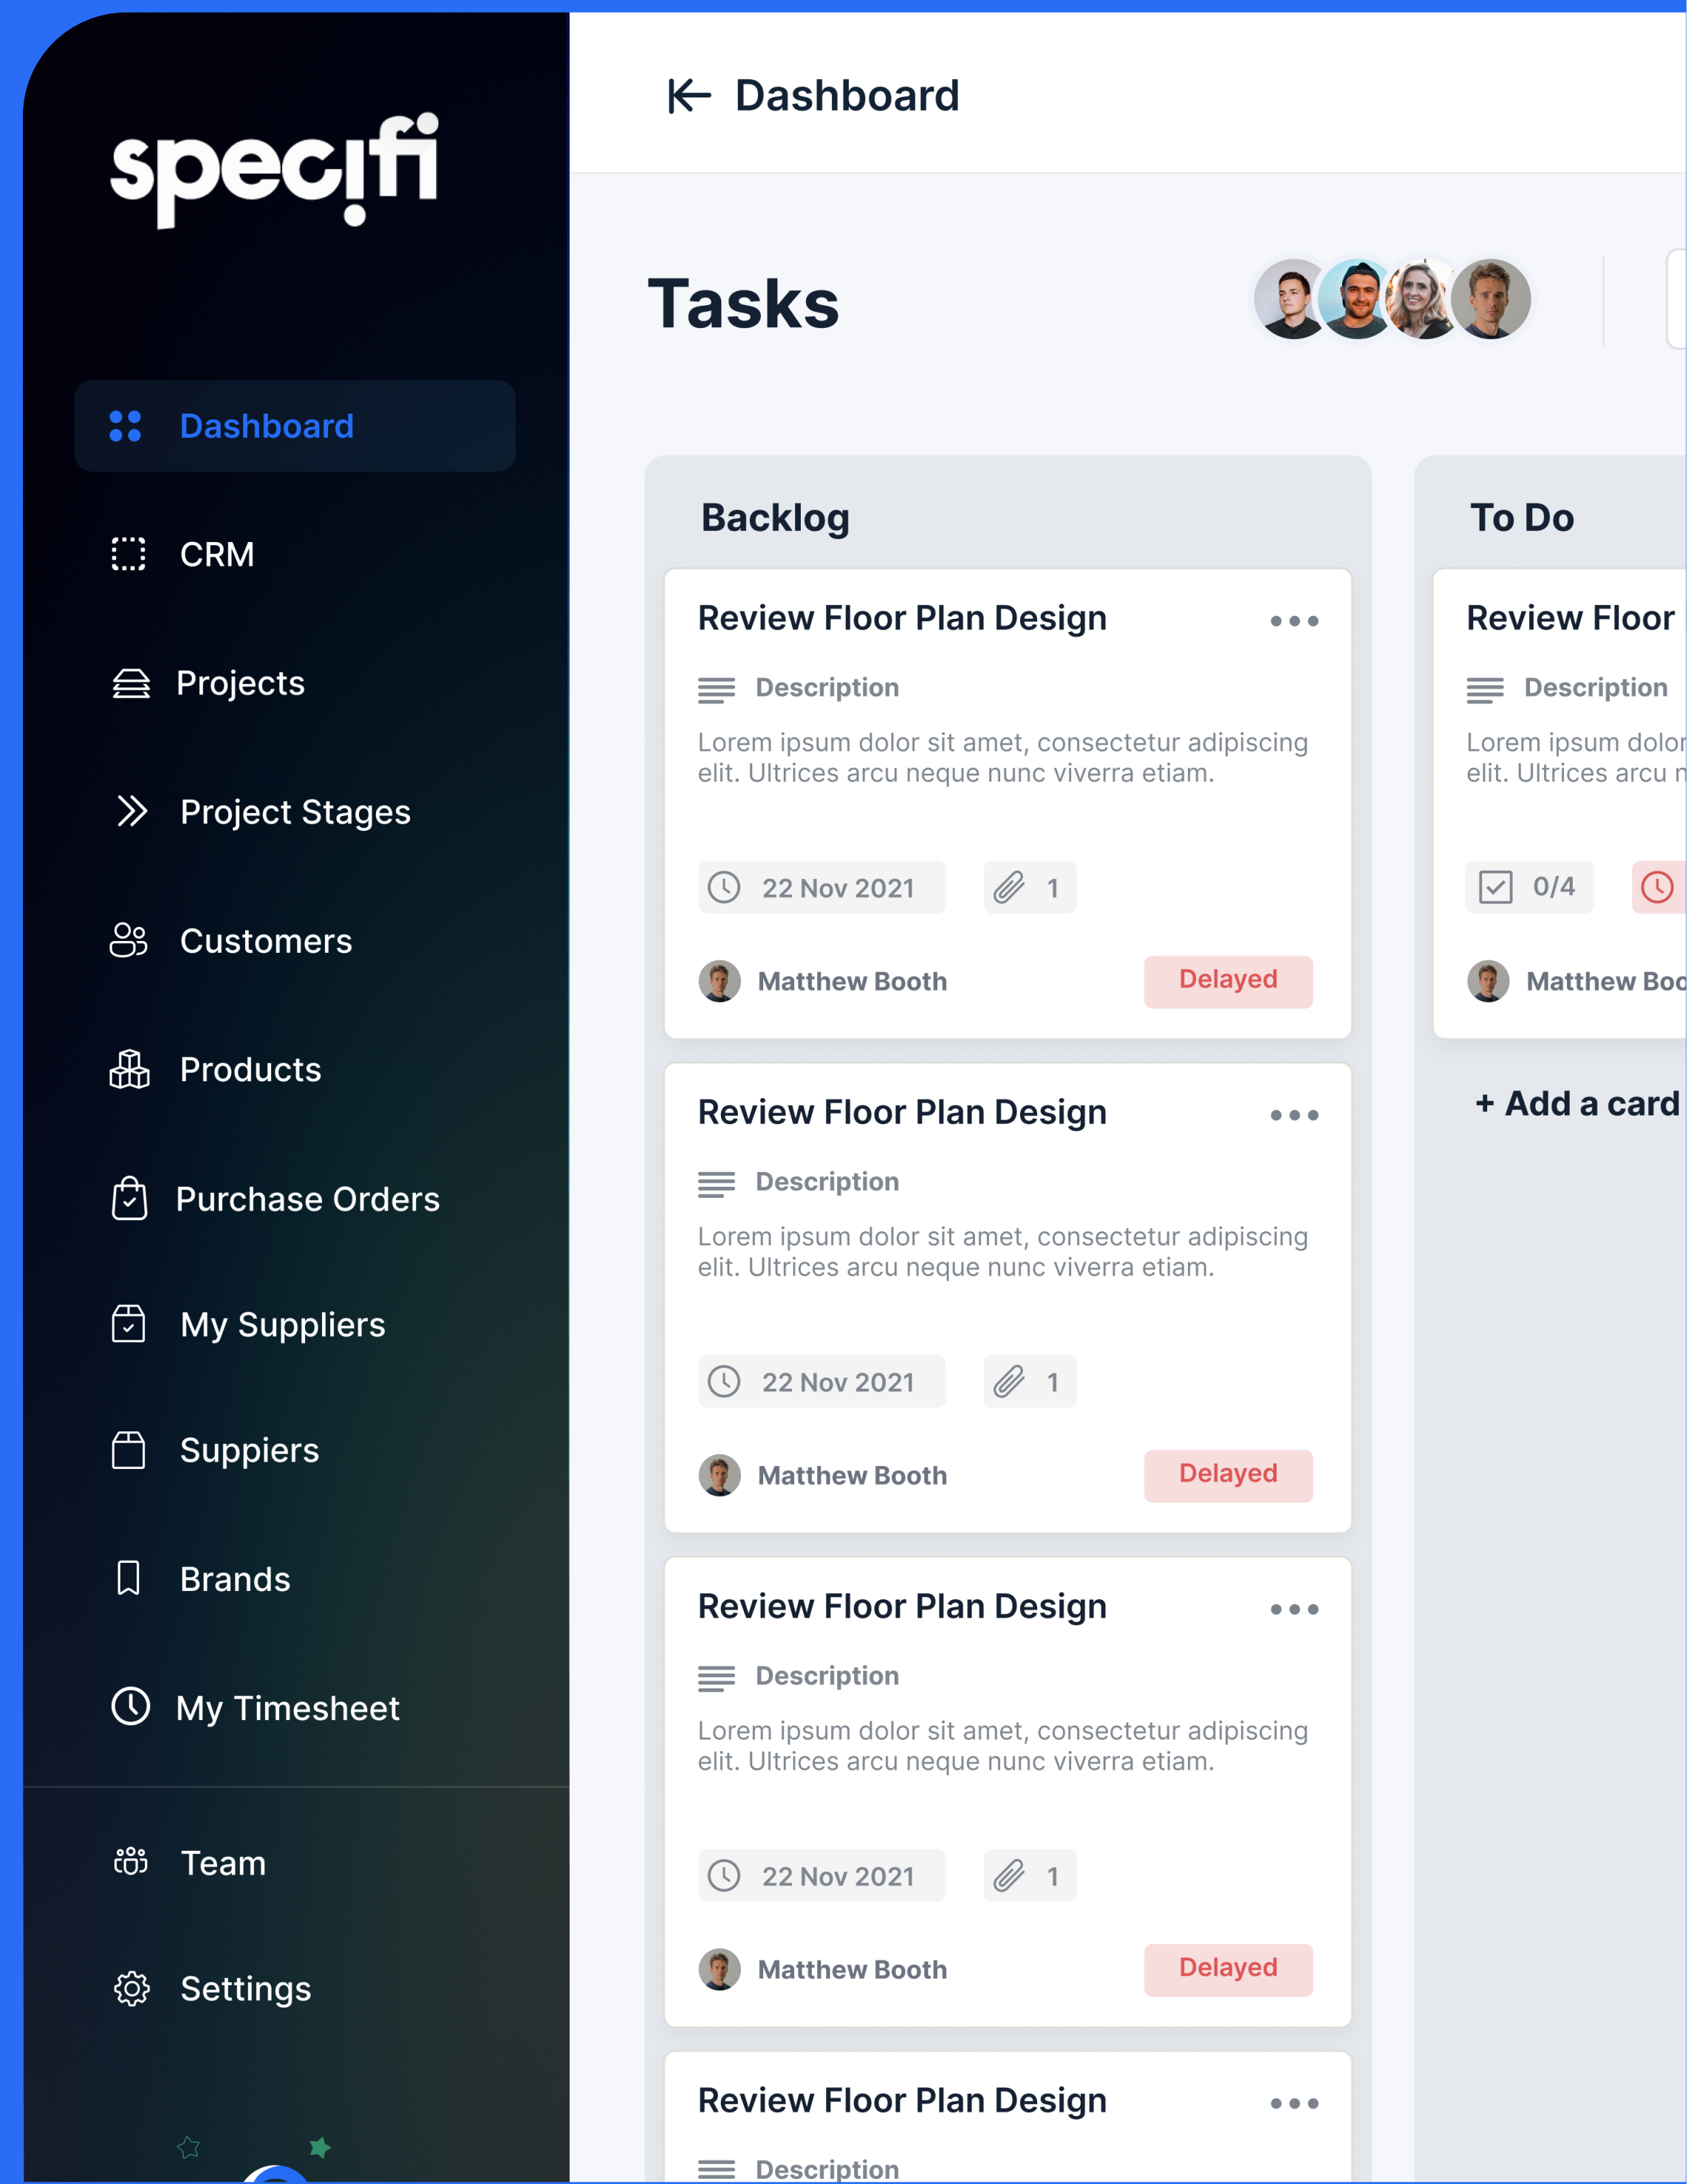 specifi
Dashboard
CRM
Projects
Project Stages
Customers
Products
Purchase Orders
My Suppliers
Suppiers
Brands
My Timesheet
Team
Settings
Dashboard
Tasks
Backlog
Review Floor Plan Design
Description
Lorem ipsum dolor sit amet, consectetur adipiscing
elit. Ultrices arcu neque nunc viverra etiam.
22 Nov 2021
1
Matthew Booth
Delayed
Review Floor Plan Design
Description
Lorem ipsum dolor sit amet, consectetur adipiscing
elit. Ultrices arcu neque nunc viverra etiam.
22 Nov 2021
1
Matthew Booth
Delayed
Review Floor Plan Design
Description
Lorem ipsum dolor sit amet, consectetur adipiscing
elit. Ultrices arcu neque nunc viverra etiam.
22 Nov 2021
1
Matthew Booth
Delayed
Review Floor Plan Design
Description
To Do
Review Floor
Description
Lorem ipsum dolor
elit. Ultrices arcu
0/4
Matthew
+ Add a card